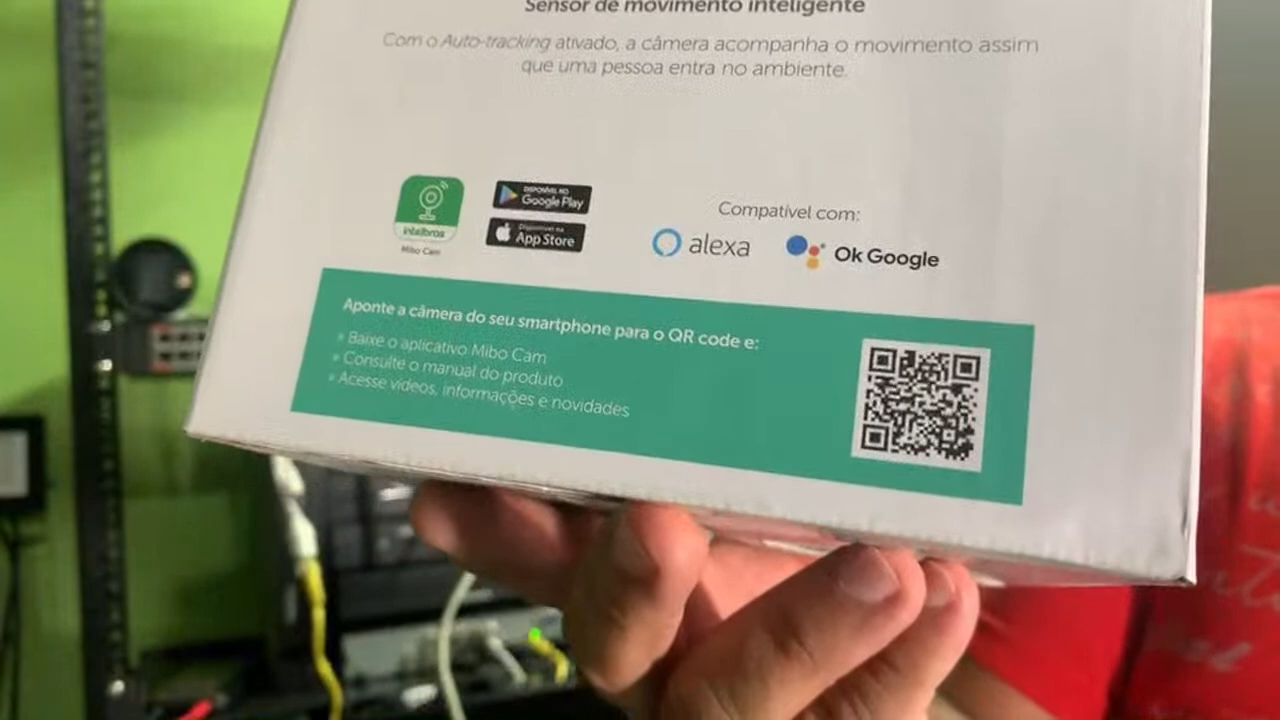 Sensor de movimento inteligente
Com o Auto-tracking ativado, a câmera acompanha o movimento assim
que uma pessoa entra no ambiente.
intelbras
Mibo Cam
DISPONÍVEL NO
Google Play
Disponível na
App Store
Compatível com:
alexa
Ok Google
Aponte a câmera do seu smartphone para o QR code e:
• Baixe o aplicativo Mibo Cam
• Consulte o manual do produto
• Acesse vídeos, informações e novidades